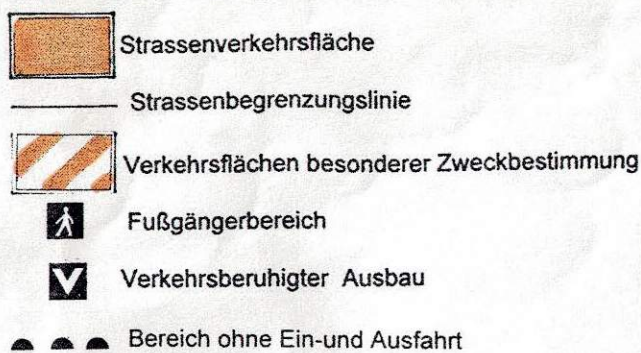 Strassenverkehrsfläche
Strassenbegrenzungslinie
Verkehrsflächen besonderer Zweckbestimmung
Fußgängerbereich
V Verkehrsberuhigter Ausbau
Bereich ohne Ein-und Ausfahrt